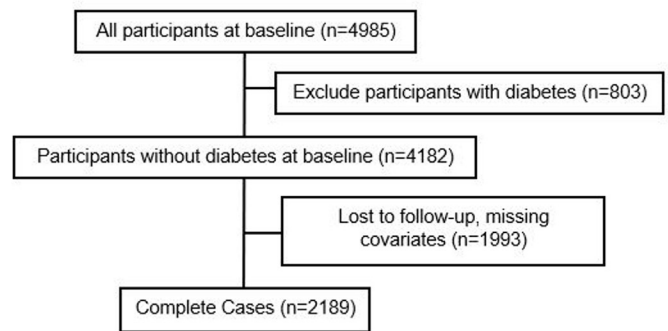 All participants at baseline (n=4985)
Exclude participants with diabetes (n=803)
Participants without diabetes at baseline (n=4182)
Lost to follow-up, missing
covariates (n=1993)
Complete Cases (n=2189)